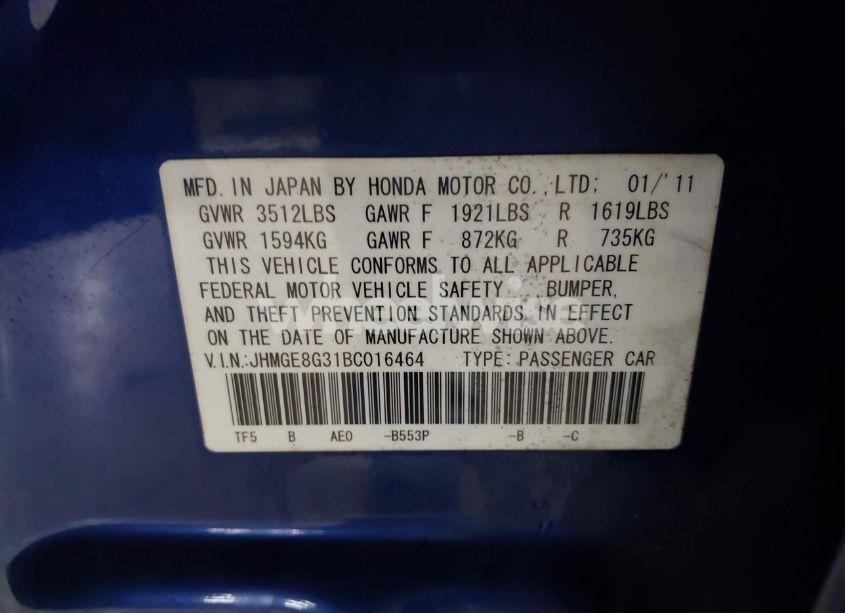 MFD. IN JAPAN BY HONDA MOTOR CO.,LTD: 01/'11
GVWR 3512LBS GAWR F 1921LBS R 1619LBS
GVWR 1594KG GAWR F 872KG R 735KG
THIS VEHICLE CONFORMS TO ALL APPLICABLE
FEDERAL MOTOR VEHICLE SAFETY , BUMPER,
AND THEFT PREVENTION STANDARDS IN EFFECT
ON THE DATE OF MANUFACTURE SHOWN ABOVE.
V.I.N.:JHMGE8G31BC016464 TYPE: PASSENGER CAR
TF5 B AE0 -B553P -B -C